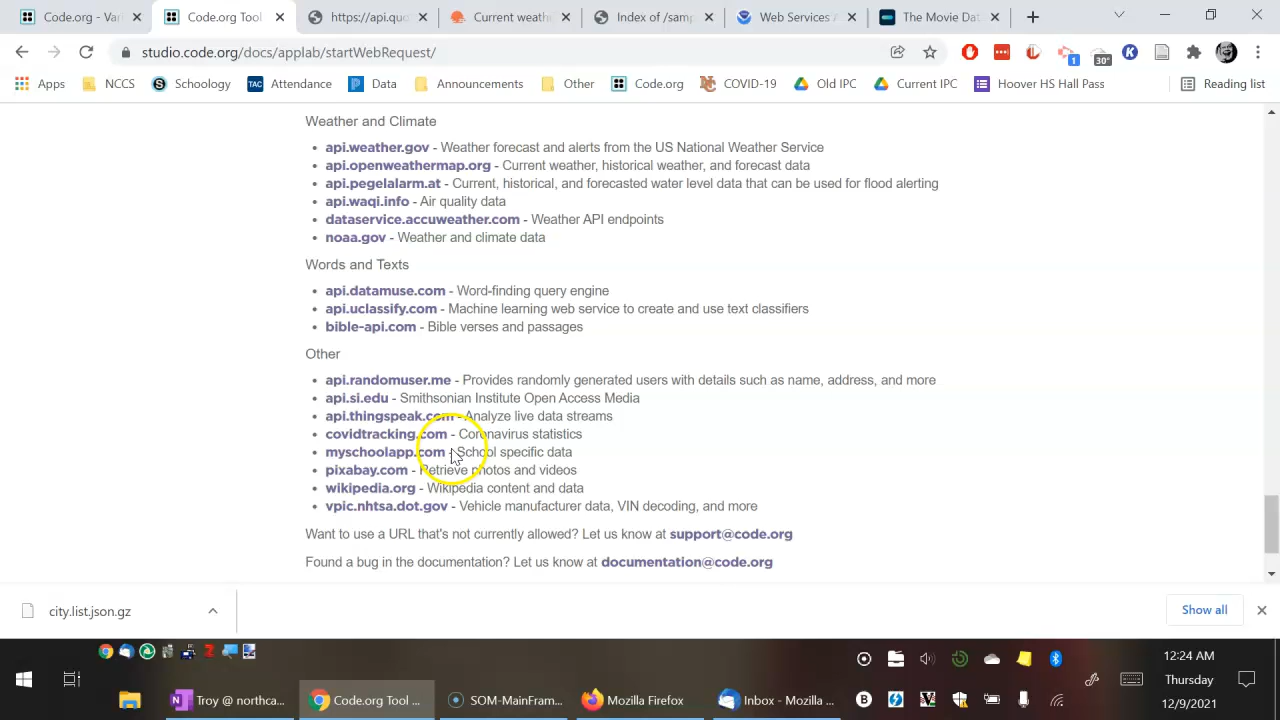 Code.org - Var
Code.org Tool
https://api.quo
Current weath
Index of /samp
Web Services A
The Movie Dat
studio.code.org/docs/applab/startWebRequest/
1
30°
Apps
NCCS
Schoology
TAC
Attendance
Data
Announcements
Other
Code.org
COVID-19
Old IPC
Current IPC
Hoover HS Hall Pass
Reading list
Weather and Climate
api.weather.gov - Weather forecast and alerts from the US National Weather Service
api.openweathermap.org - Current weather, historical weather, and forecast data
api.pegelalarm.at - Current, historical, and forecasted water level data that can be used for flood alerting
api.waqi.info - Air quality data
dataservice.accuweather.com - Weather API endpoints
noaa.gov - Weather and climate data
Words and Texts
api.datamuse.com - Word-finding query engine
api.uclassify.com - Machine learning web service to create and use text classifiers
bible-api.com - Bible verses and passages
Other
api.randomuser.me - Provides randomly generated users with details such as name, address, and more
api.si.edu - Smithsonian Institute Open Access Media
api.thingspeak.com - Analyze live data streams
covidtracking.com - Coronavirus statistics
myschoolapp.com - School specific data
pixabay.com - Retrieve photos and videos
wikipedia.org - Wikipedia content and data
vpic.nhtsa.dot.gov - Vehicle manufacturer data, VIN decoding, and more
Want to use a URL that's not currently allowed? Let us know at support@code.org
Found a bug in the documentation? Let us know at documentation@code.org
city.list.json.gz
Show all
12:24 AM
Thursday
12/9/2021
Troy @ northca...
Code.org Tool ...
SOM-MainFram...
Mozilla Firefox
Inbox - Mozilla ...